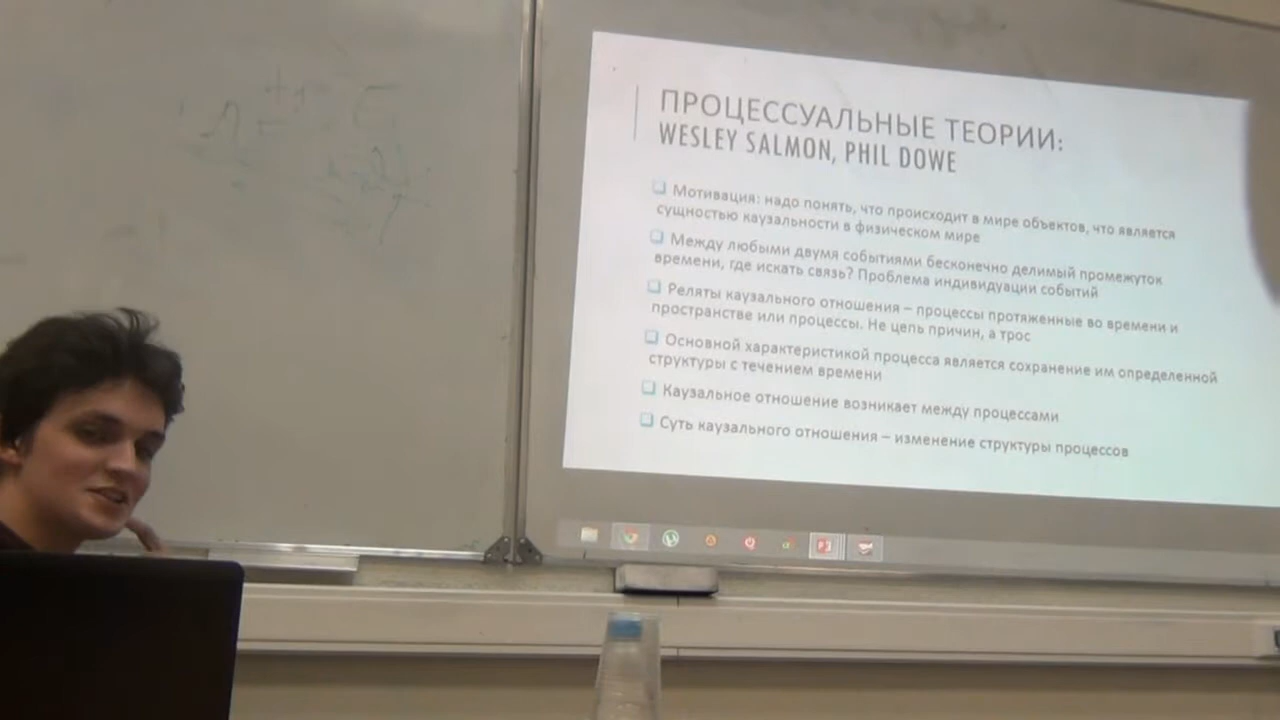 ПРОЦЕССУАЛЬНЫЕ ТЕОРИИ:
WESLEY SALMON, PHIL DOWE
Мотивация: надо понять, что происходит в мире объектов, что является
сущностью каузальности в физическом мире
Между любыми двумя событиями бесконечно делимый промежуток
времени, где искать связь? Проблема индивидуации событий
Реляты каузального отношения – процессы протяженные во времени и
пространстве или процессы. Не цепь причин, а трос
Основной характеристикой процесса является сохранение им определенной
структуры с течением времени
Каузальное отношение возникает между процессами
Суть каузального отношения – изменение структуры процессов